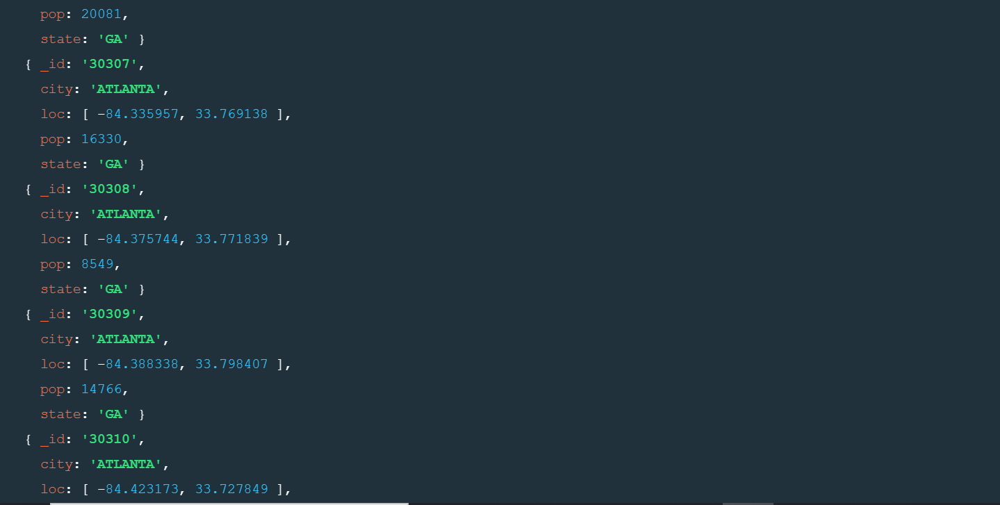 pop: 20081,
state: 'GA' }
{ _id: '30307',
city: 'ATLANTA',
loc: [ -84.335957, 33.769138 ],
pop: 16330,
state: 'GA' }
{ _id: '30308',
city: 'ATLANTA',
loc: [ -84.375744, 33.771839 ],
pop: 8549,
state: 'GA' }
{ _id: '30309',
city: 'ATLANTA',
loc: [ -84.388338, 33.798407 ],
pop: 14766,
state: 'GA' }
{ _id: '30310',
city: 'ATLANTA',
loc: [ -84.423173, 33.727849 ],